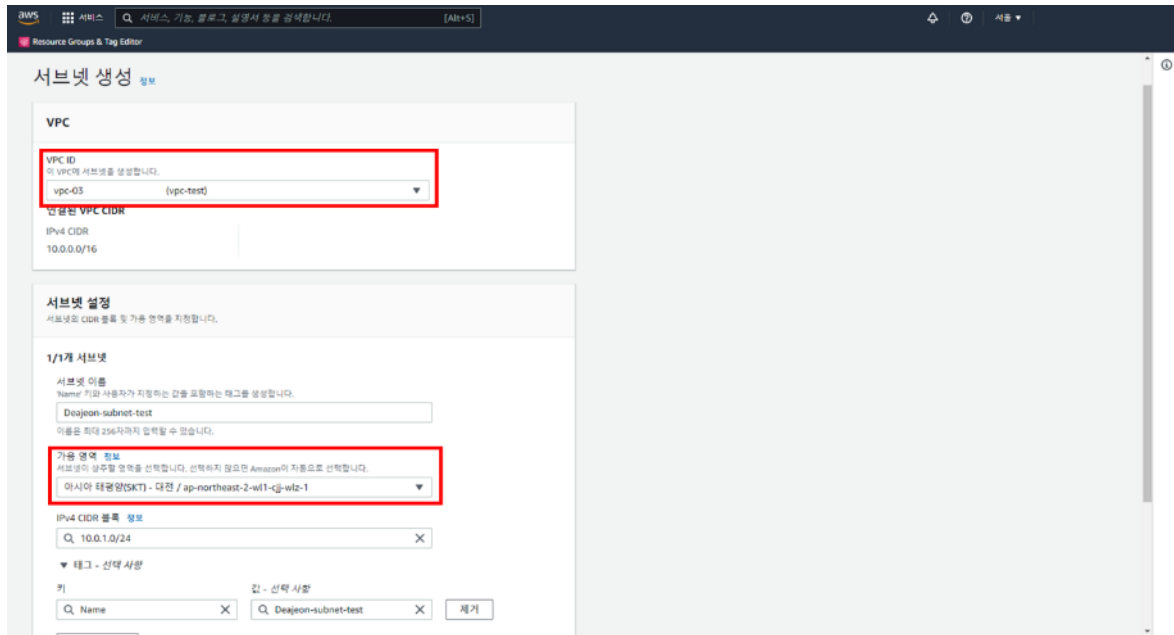 aws
서비스
서비스, 기능, 블로그, 설명서 등을 검색합니다.
[Alt+S]
서울 ▼
Resource Groups & Tag Editor
서브넷 생성 정보
VPC
VPC ID
이 VPC에 서브넷을 생성합니다.
vpc-03 (vpc-test)
연결된 VPC CIDR
IPv4 CIDR
10.0.0.0/16
서브넷 설정
서브넷의 CIDR 블록 및 가용 영역을 지정합니다.
1/1개 서브넷
서브넷 이름
'Name' 키와 사용자가 지정하는 값을 포함하는 태그를 생성합니다.
Deajeon-subnet-test
이름은 최대 256자까지 입력할 수 있습니다.
가용 영역 정보
서브넷이 상주할 영역을 선택합니다. 선택하지 않으면 Amazon이 자동으로 선택합니다.
아시아 태평양(SKT) - 대전 / ap-northeast-2-wl1-cjj-wlz-1
IPv4 CIDR 블록 정보
10.0.1.0/24
▼ 태그 - 선택 사항
키 값 - 선택 사항
Name Deajeon-subnet-test 제거